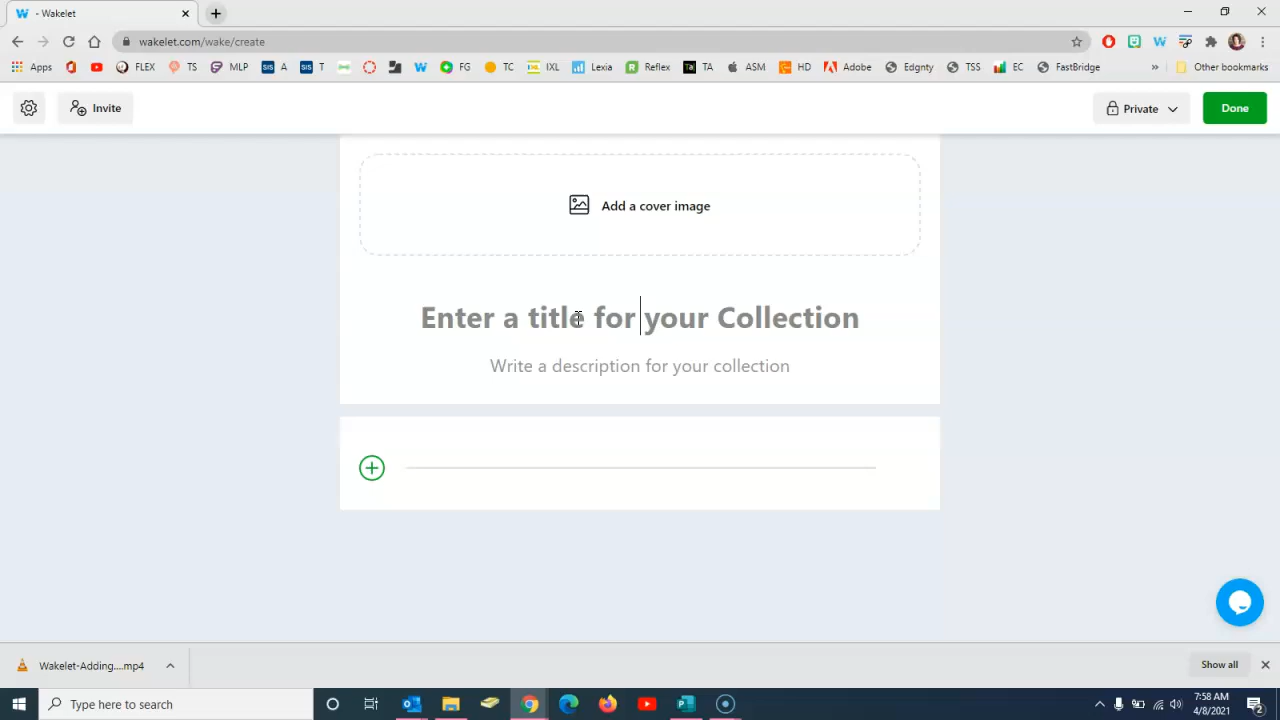 - Wakelet
wakelet.com/wake/create
Apps A T FLEX TS MLP FG TC IXL Lexia Reflex TA ASM HD Adobe Edgnty TSS EC FastBridge » Other bookmarks
Invite
Private
Done
Add a cover image
Enter a title for your Collection
Write a description for your collection
Wakelet-Adding....mp4
Show all
Type here to search
7:58 AM
4/8/2021
2